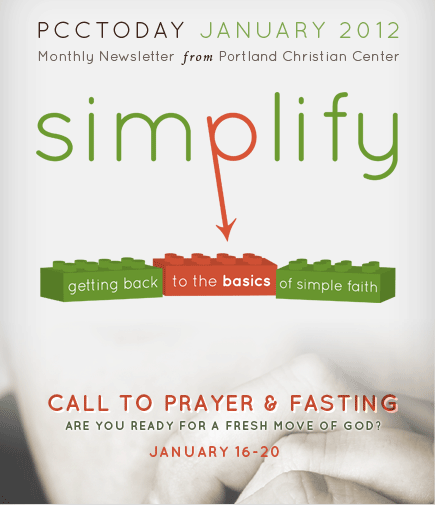 PCCTODAY JANUARY 2012
Monthly Newsletter from Portland Christian Center
simplify
getting back to the basics of simple faith
CALL TO PRAYER & FASTING
ARE YOU READY FOR A FRESH MOVE OF GOD?
JANUARY 16-20